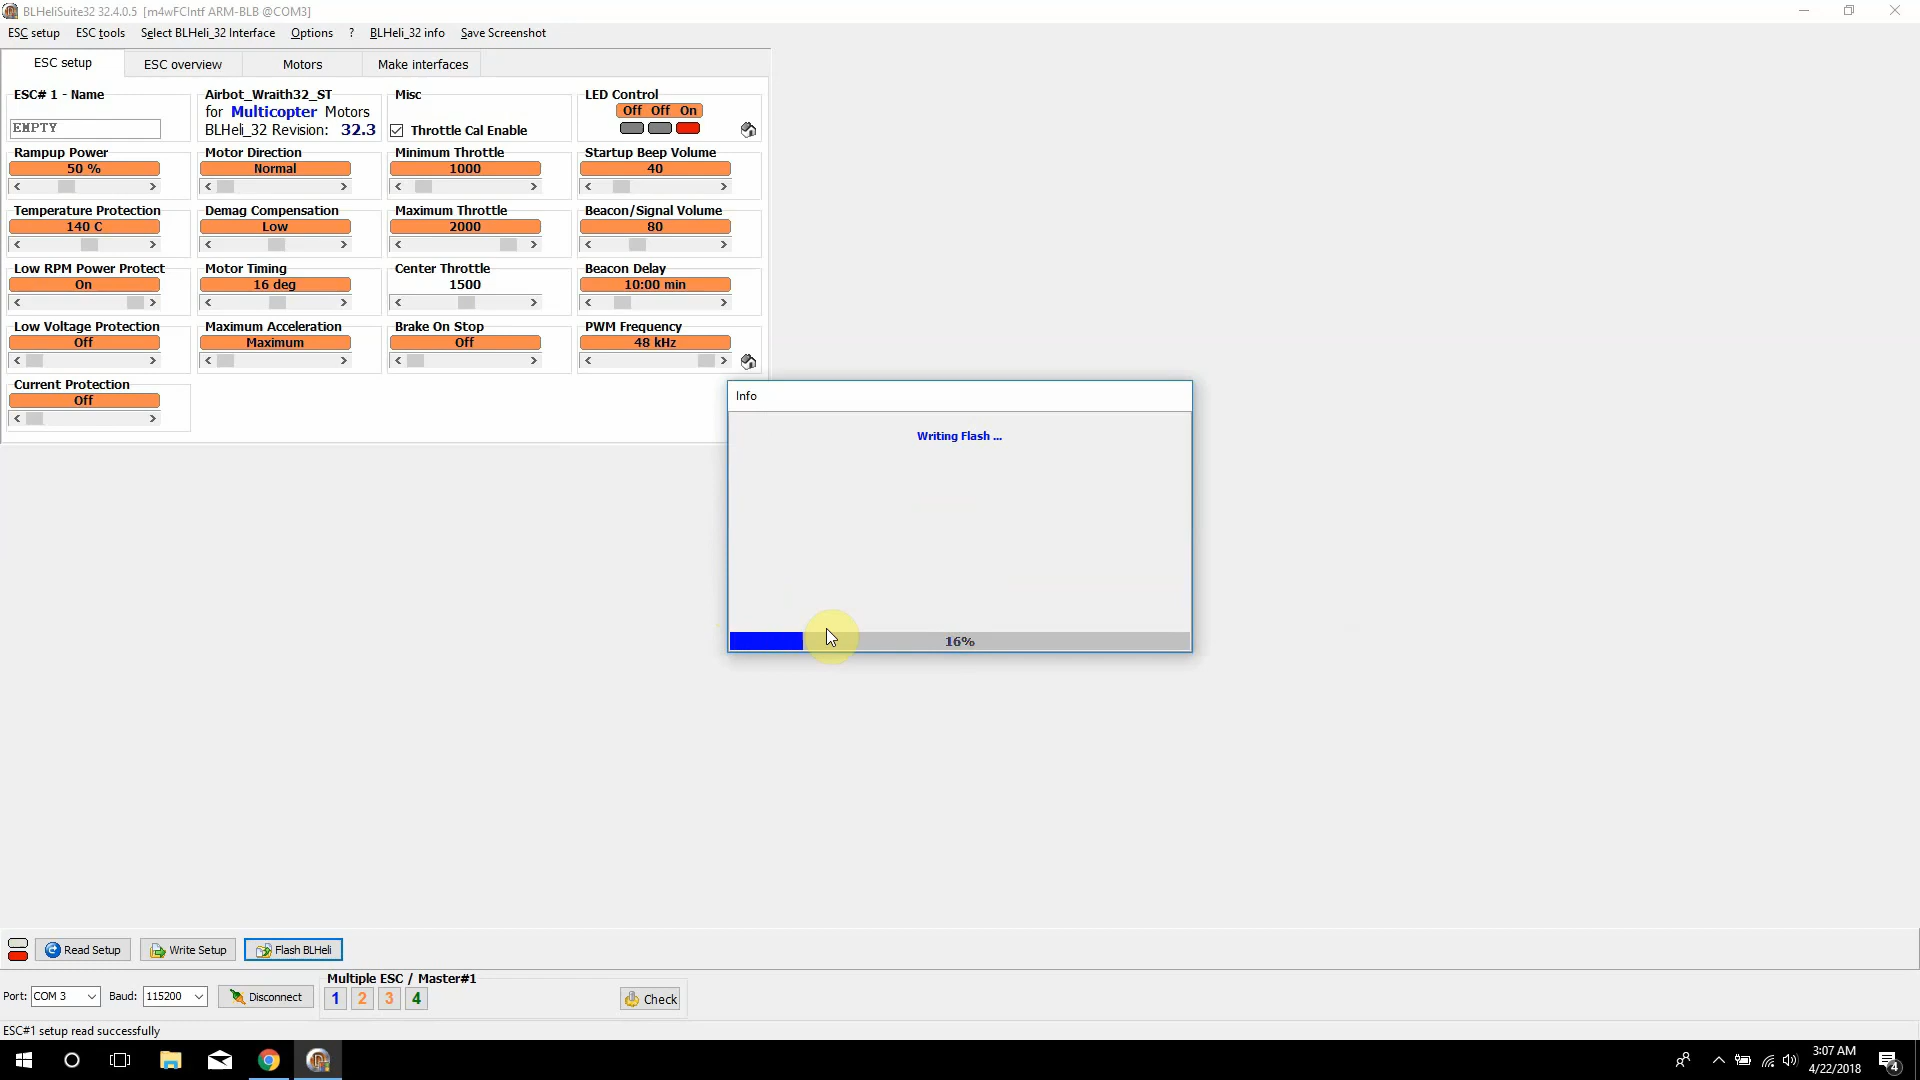 BLHeliSuite32 32.4.0.5 [m4wFCIntf ARM-BLB @COM3]
ESC setup ESC tools Select BLHeli_32 Interface Options ? BLHeli_32 info Save Screenshot
ESC setup ESC overview Motors Make interfaces
ESC# 1 - Name
EMPTY
Airbot_Wraith32_ST
for Multicopter Motors
BLHeli_32 Revision: 32.3
Misc
Throttle Cal Enable
LED Control
Off Off On
Rampup Power
50 %
Motor Direction
Normal
Minimum Throttle
1000
Startup Beep Volume
40
Temperature Protection
140 C
Demag Compensation
Low
Maximum Throttle
2000
Beacon/Signal Volume
80
Low RPM Power Protect
On
Motor Timing
16 deg
Center Throttle
1500
Beacon Delay
10:00 min
Low Voltage Protection
Off
Maximum Acceleration
Maximum
Brake On Stop
Off
PWM Frequency
48 kHz
Current Protection
Off
Info
Writing Flash ...
16%
Read Setup Write Setup Flash BLHeli
Multiple ESC / Master#1
Port: COM 3 Baud: 115200 Disconnect 1 2 3 4 Check
ESC#1 setup read successfully
3:07 AM
4/22/2018
4